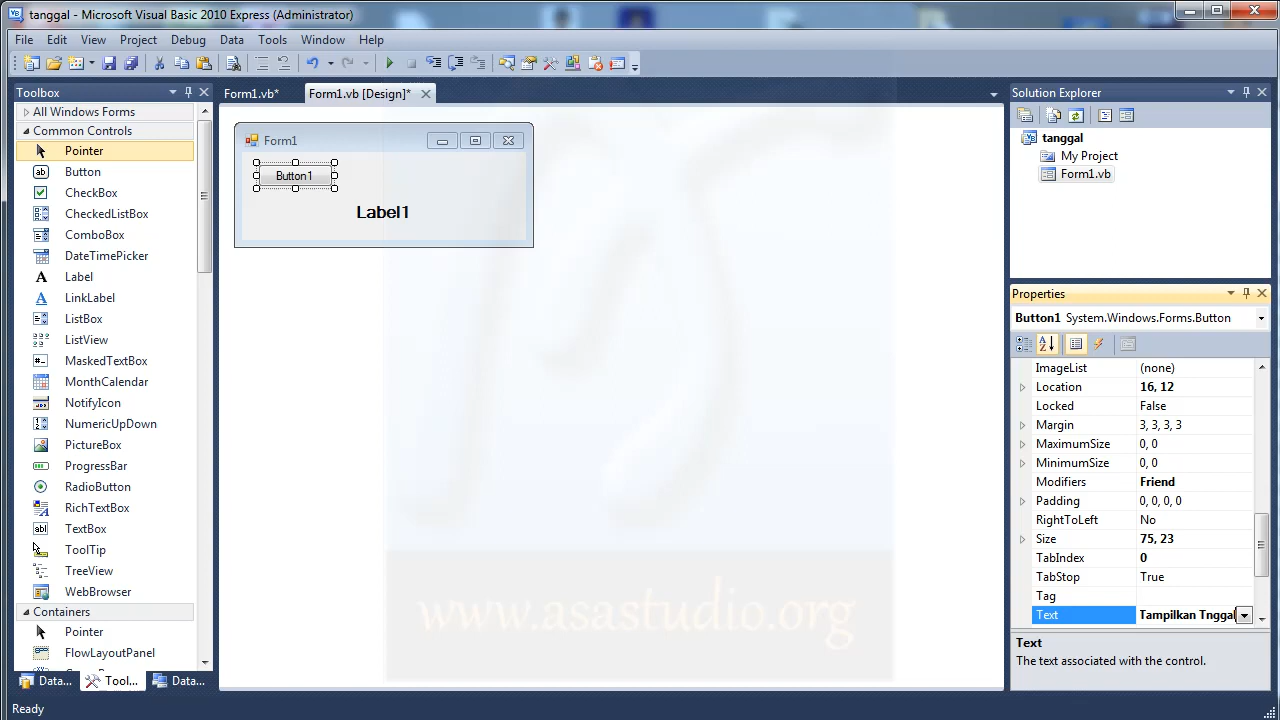 tanggal - Microsoft Visual Basic 2010 Express (Administrator)
File Edit View Project Debug Data Tools Window Help
Toolbox
All Windows Forms
Common Controls
Pointer
Button
CheckBox
CheckedListBox
ComboBox
DateTimePicker
Label
LinkLabel
ListBox
ListView
MaskedTextBox
MonthCalendar
NotifyIcon
NumericUpDown
PictureBox
ProgressBar
RadioButton
RichTextBox
TextBox
ToolTip
TreeView
WebBrowser
Containers
Pointer
FlowLayoutPanel
Data... Tool... Data...
Form1.vb* Form1.vb [Design]*
Form1
Button1
Label1
www.asastudio.org
Solution Explorer
tanggal
My Project
Form1.vb
Properties
Button1 System.Windows.Forms.Button
ImageList (none)
Location 16, 12
Locked False
Margin 3, 3, 3, 3
MaximumSize 0, 0
MinimumSize 0, 0
Modifiers Friend
Padding 0, 0, 0, 0
RightToLeft No
Size 75, 23
TabIndex 0
TabStop True
Tag
Text Tampilkan Tnggal
Text
The text associated with the control.
Ready